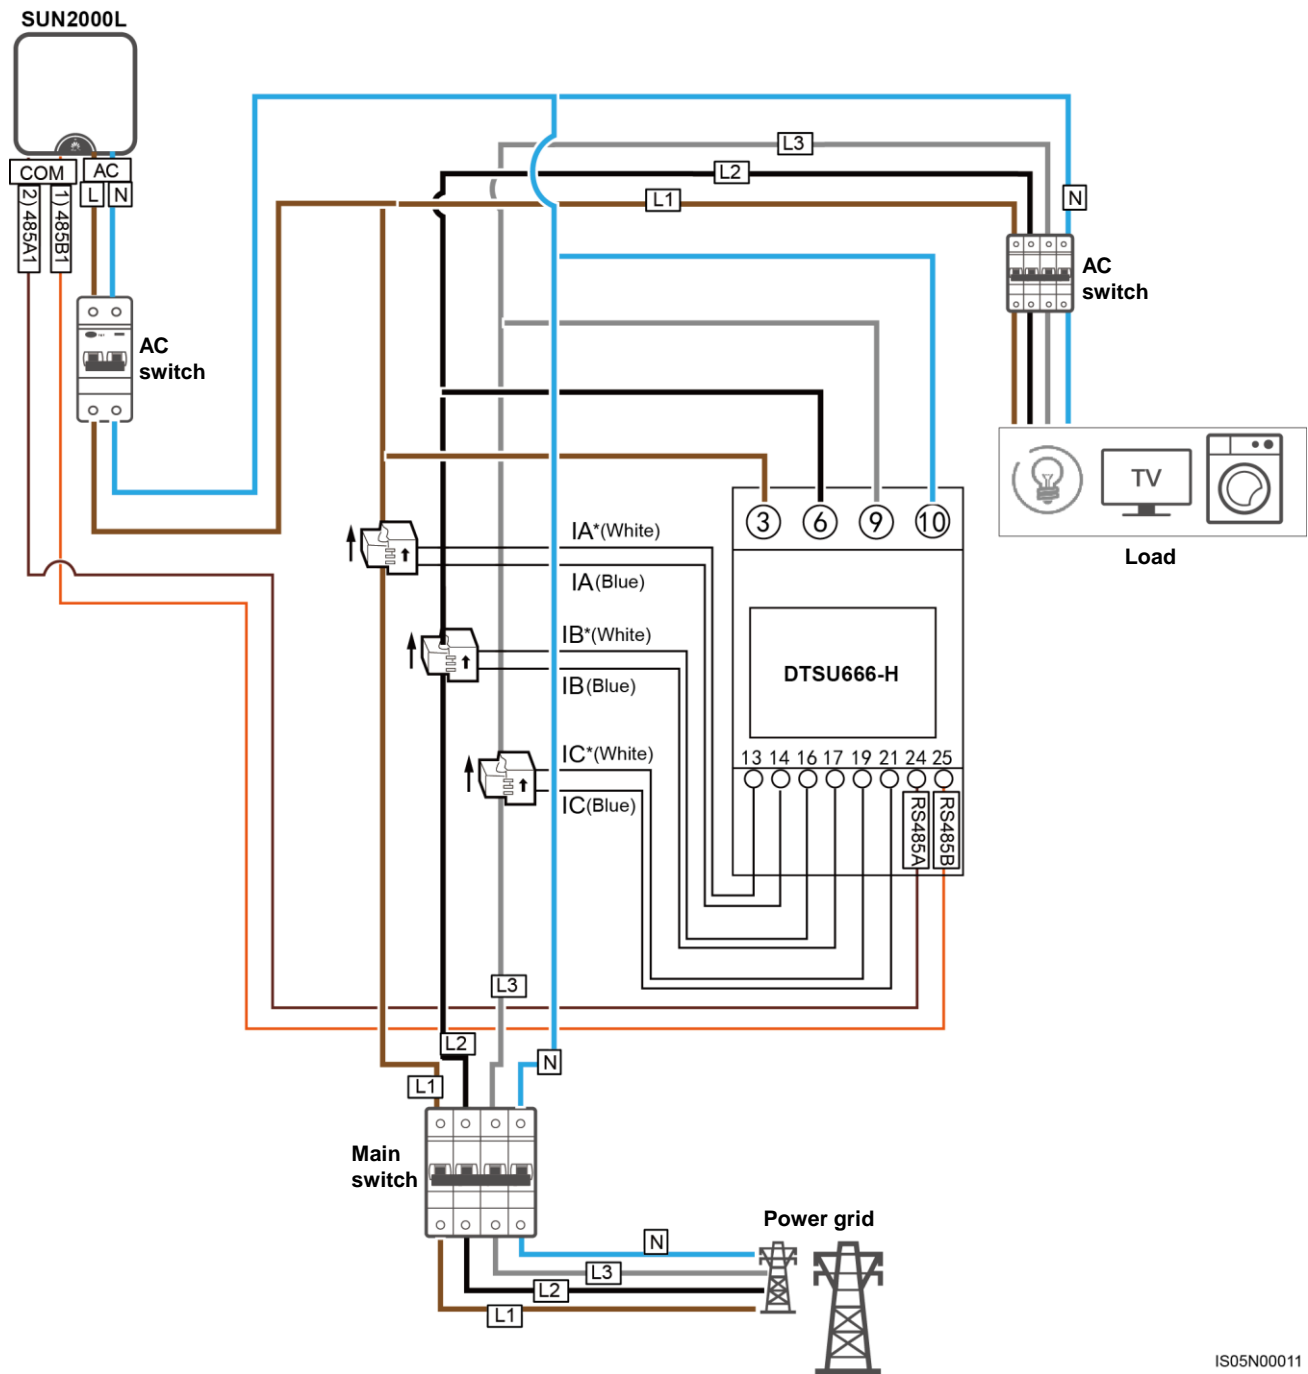 SUN2000L
COM
AC
L
N
2) 485A1
1) 485B1
AC
switch
L3
L2
L1
N
AC
switch
TV
Load
3
6
9
10
IA*(White)
IA(Blue)
IB*(White)
IB(Blue)
IC*(White)
IC(Blue)
DTSU666-H
13 14 16 17 19 21 24 25
RS485A
RS485B
L3
L2
N
L1
Main
switch
Power grid
N
L3
L2
L1
IS05N00011